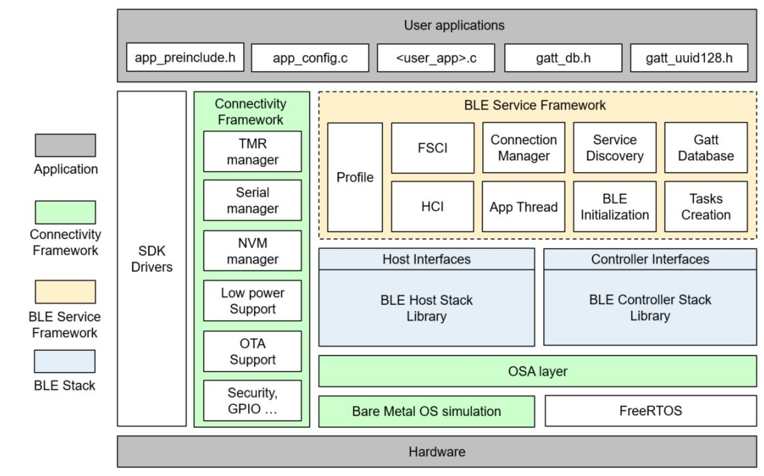 User applications
app_preinclude.h
app_config.c
<user_app>.c
gatt_db.h
gatt_uuid128.h
Application
Connectivity
Framework
BLE Service
Framework
BLE Stack
SDK
Drivers
Connectivity
Framework
TMR
manager
Serial
manager
NVM
manager
Low power
Support
OTA
Support
Security,
GPIO ...
BLE Service Framework
Profile
FSCI
Connection
Manager
Service
Discovery
Gatt
Database
HCI
App Thread
BLE
Initialization
Tasks
Creation
Host Interfaces
BLE Host Stack
Library
Controller Interfaces
BLE Controller Stack
Library
OSA layer
Bare Metal OS simulation
FreeRTOS
Hardware